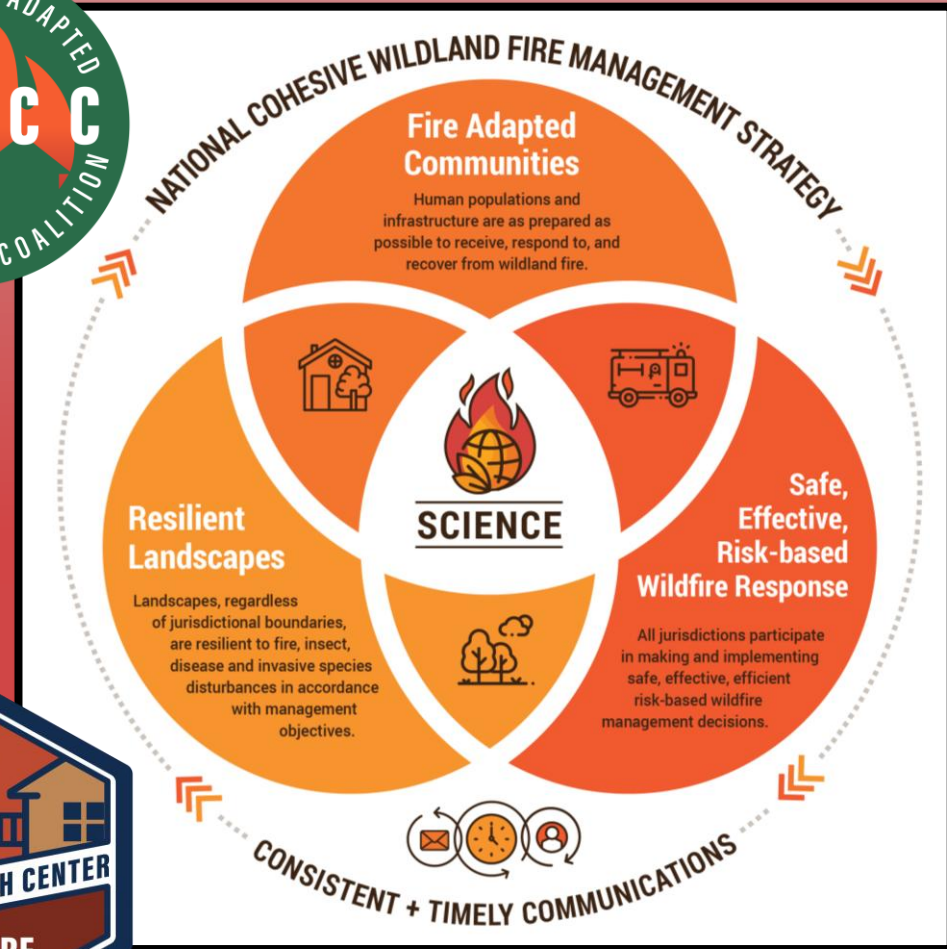 ADAPTED
CC
COALITION
NATIONAL COHESIVE WILDLAND FIRE MANAGEMENT STRATEGY
Fire Adapted
Communities
Human populations and
infrastructure are as prepared as
possible to receive, respond to, and
recover from wildland fire.
SCIENCE
Resilient
Landscapes
Landscapes, regardless
of jurisdictional boundaries,
are resilient to fire, insect,
disease and invasive species
disturbances in accordance
with management
objectives.
Safe,
Effective,
Risk-based
Wildfire Response
All jurisdictions participate
in making and implementing
safe, effective, efficient
risk-based wildfire
management decisions.
CONSISTENT + TIMELY COMMUNICATIONS
H CENTER